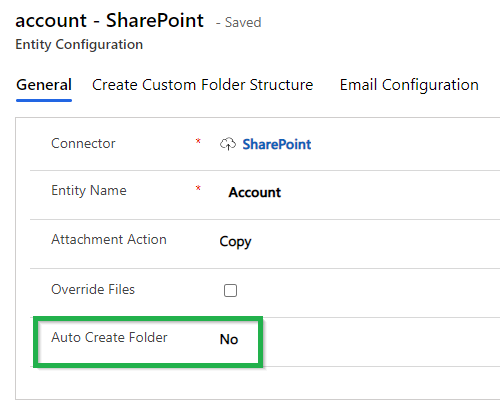 account - SharePoint - Saved
Entity Configuration
General Create Custom Folder Structure Email Configuration
Connector * SharePoint
Entity Name * Account
Attachment Action Copy
Override Files
Auto Create Folder No